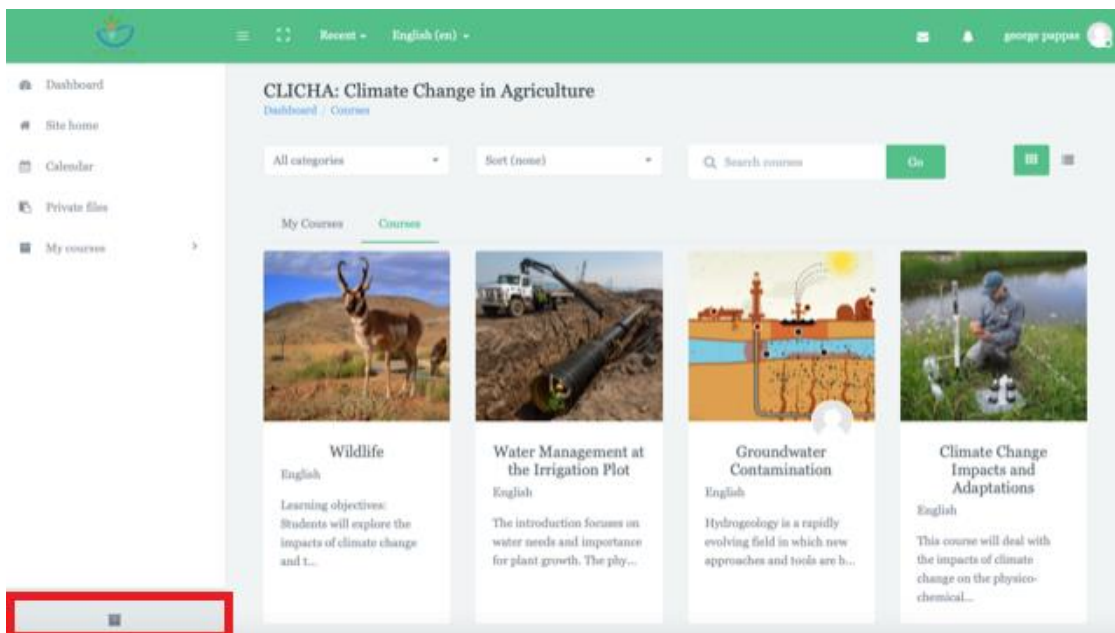 Recent
English (en)
george pappas
Dashboard
Site home
Calendar
Private files
My courses
CLICHA: Climate Change in Agriculture
Dashboard / Courses
All categories
Sort (none)
Search courses
Go
My Courses
Courses
Wildlife
English
Learning objectives:
Students will explore the
impacts of climate change
and t...
Water Management at
the Irrigation Plot
English
The introduction focuses on
water needs and importance
for plant growth. The phy...
Groundwater
Contamination
English
Hydrogeology is a rapidly
evolving field in which new
approaches and tools are b...
Climate Change
Impacts and
Adaptations
English
This course will deal with
the impacts of climate
change on the physico-
chemical...